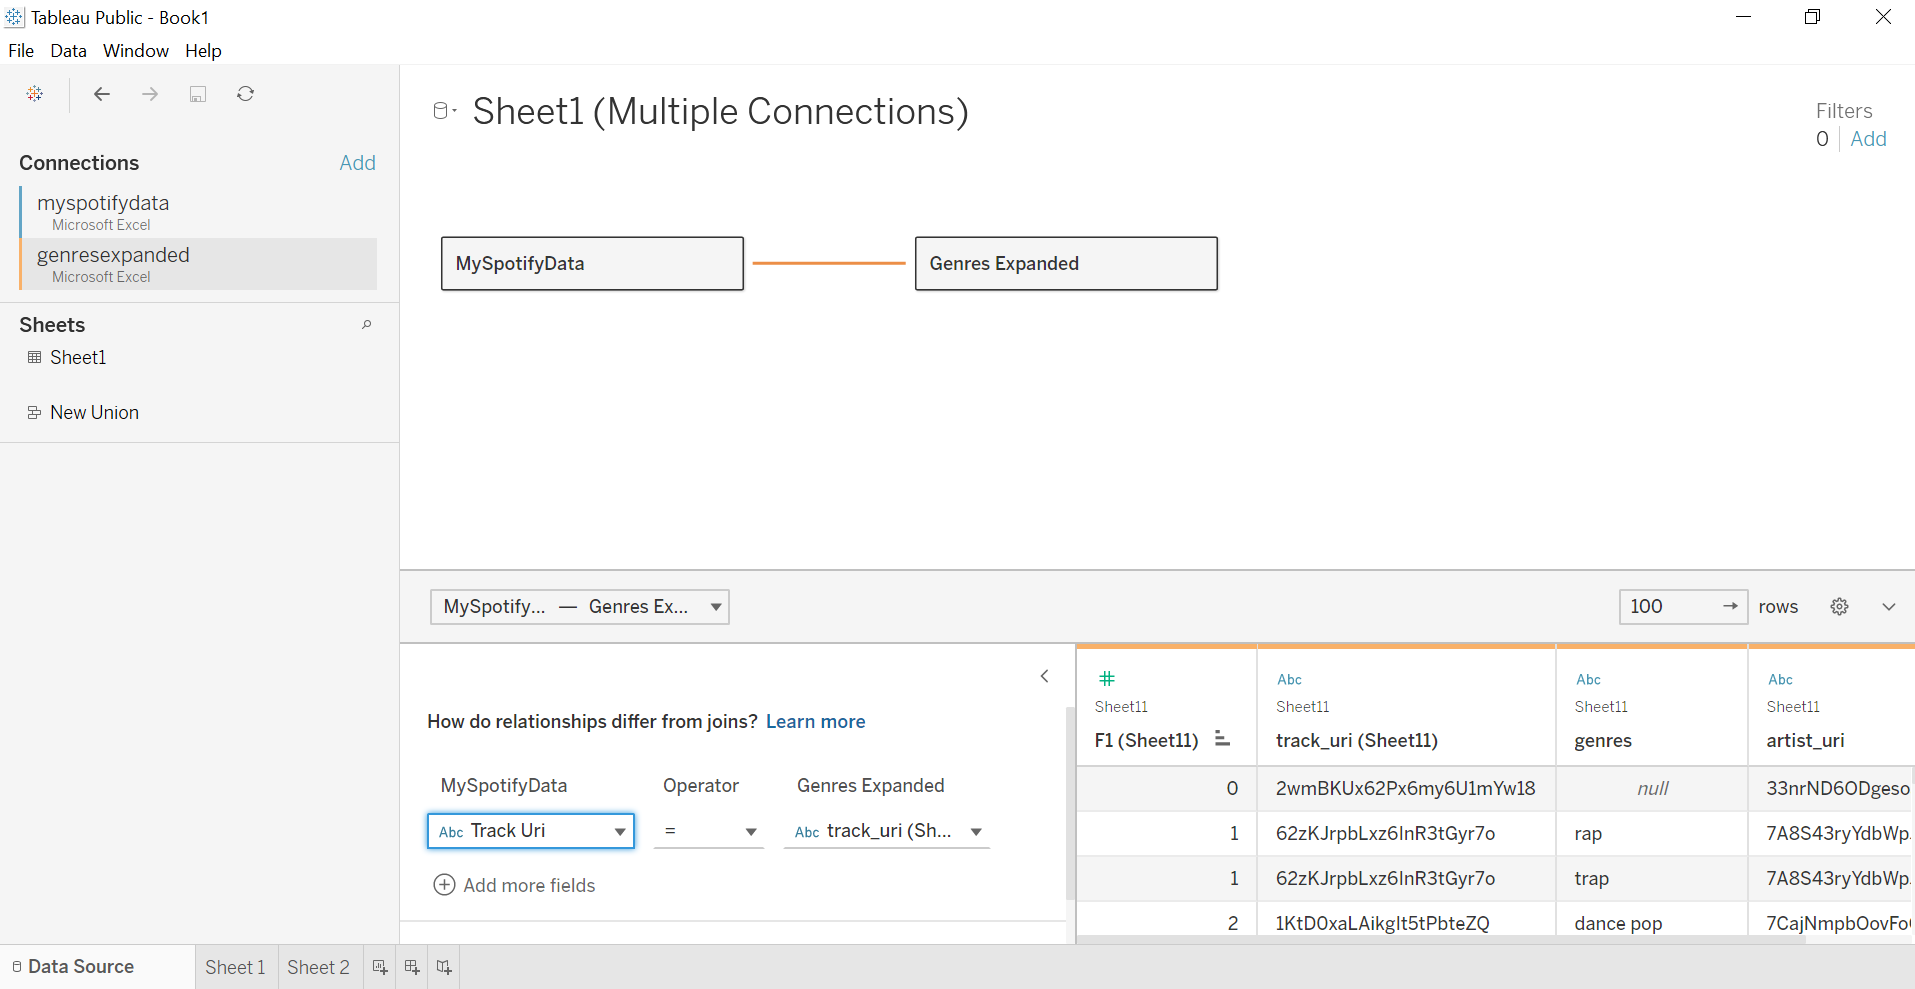 Tableau Public - Book1
File Data Window Help
Connections Add
myspotifydata
Microsoft Excel
genresexpanded
Microsoft Excel
Sheets
Sheet1
New Union
Sheet1 (Multiple Connections)
Filters
0 Add
MySpotifyData Genres Expanded
MySpotify... — Genres Ex...
100 rows
How do relationships differ from joins? Learn more
MySpotifyData Operator Genres Expanded
Abc Track Uri = Abc track_uri (Sh...
Add more fields
# Abc Abc Abc
Sheet11 Sheet11 Sheet11 Sheet11
F1 (Sheet11) track_uri (Sheet11) genres artist_uri
0 2wmBKUx62Px6my6U1mYw18 null 33nrND6ODgeso
1 62zKJrpbLxz6InR3tGyr7o rap 7A8S43ryYdbWp
1 62zKJrpbLxz6InR3tGyr7o trap 7A8S43ryYdbWp
2 1KtD0xaLAikgIt5tPbteZQ dance pop 7CajNmpbOovFo
Data Source Sheet 1 Sheet 2